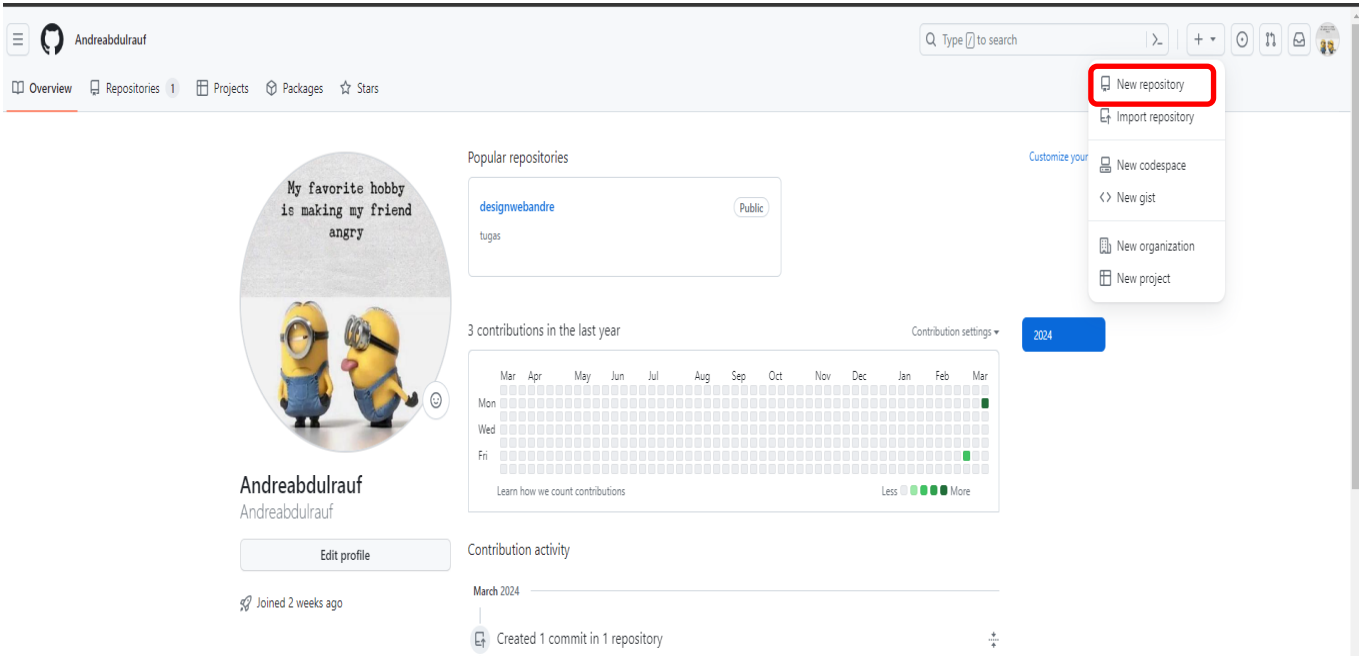 Andreabdulrauf
Type / to search
Overview
Repositories 1
Projects
Packages
Stars
New repository
Import repository
New codespace
New gist
New organization
New project
My favorite hobby
is making my friend
angry
Popular repositories
Customize your
designwebandre
Public
tugas
3 contributions in the last year
Contribution settings
2024
Mar Apr May Jun Jul Aug Sep Oct Nov Dec Jan Feb Mar
Mon
Wed
Fri
Learn how we count contributions
Less
More
Andreabdulrauf
Andreabdulrauf
Edit profile
Joined 2 weeks ago
Contribution activity
March 2024
Created 1 commit in 1 repository